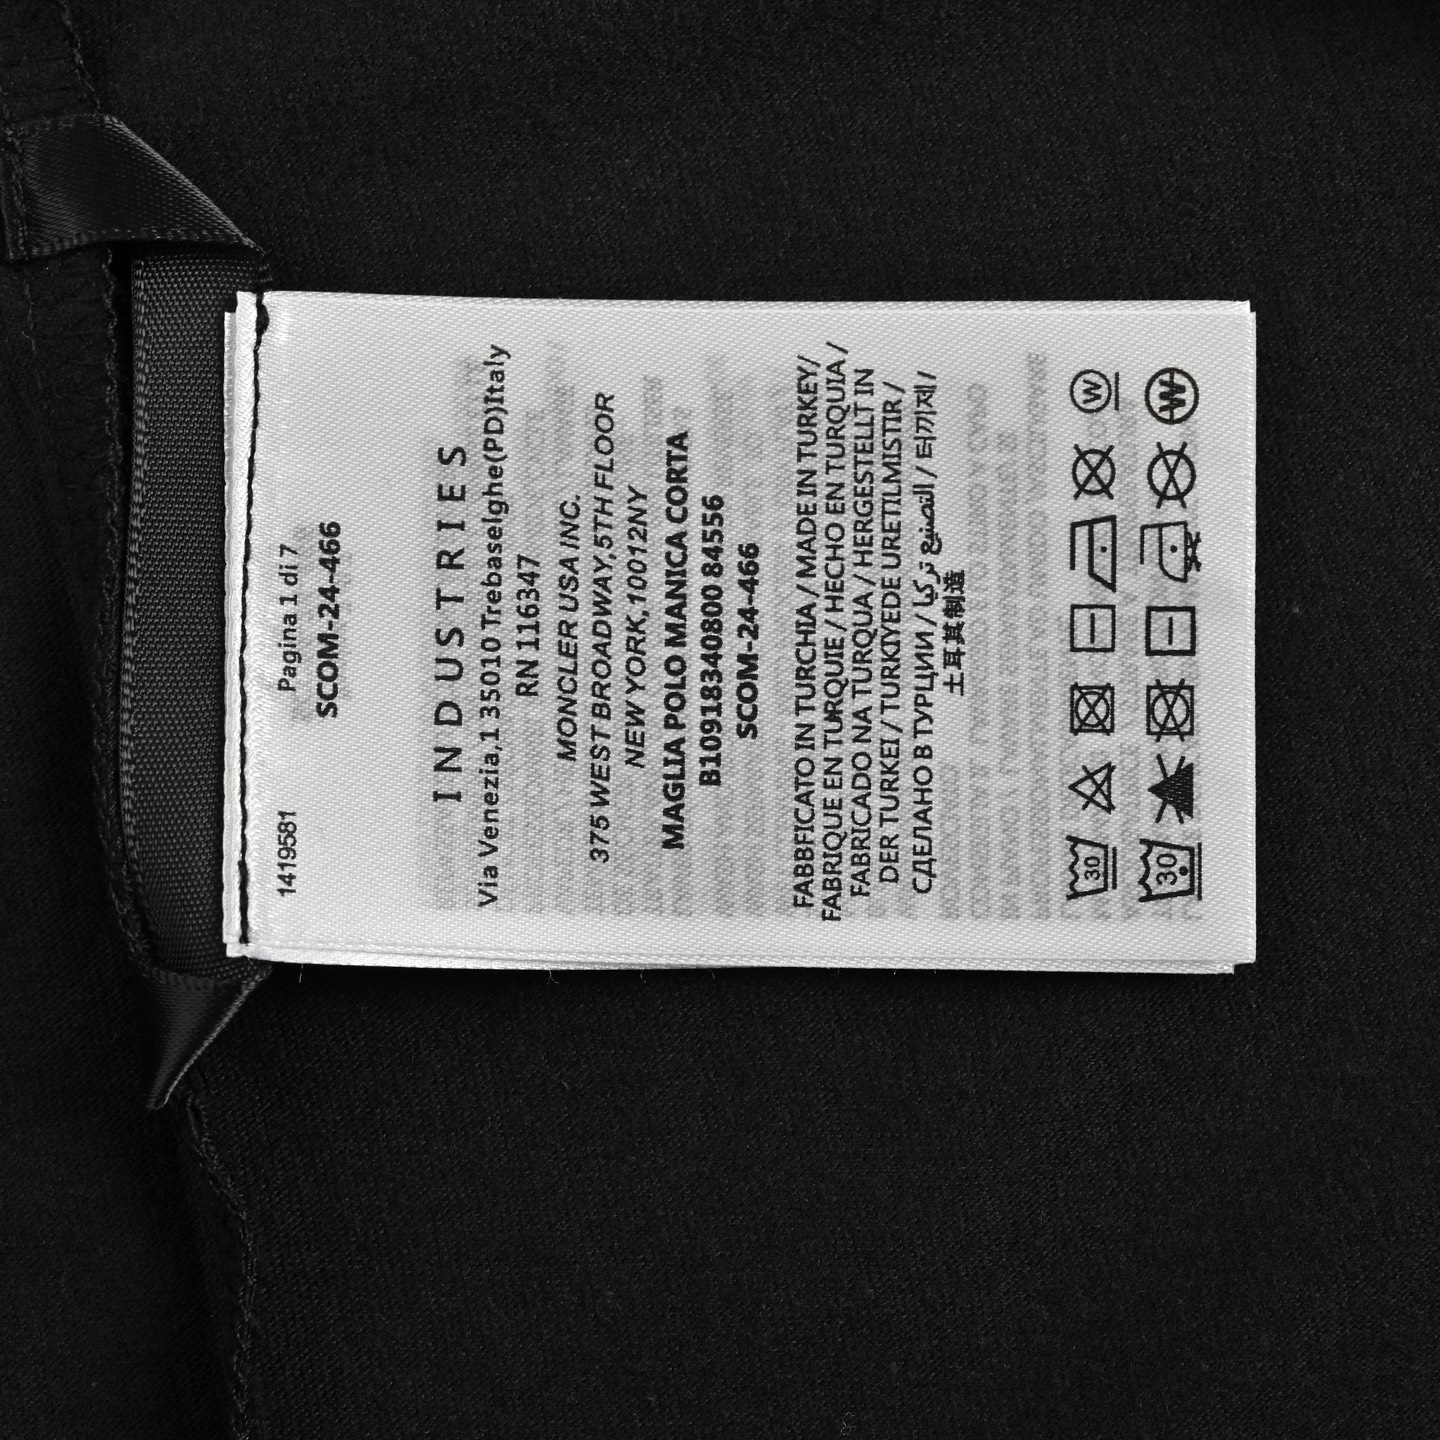 1419581 Pagina 1 di 7
SCOM-24-466
INDUSTRIES
Via Venezia,1 35010 Trebaselghe(PD)Italy
RN 116347
MONCLER USA INC.
375 WEST BROADWAY,5TH FLOOR
NEW YORK,10012NY
MAGLIA POLO MANICA CORTA
B10918340800 84556
SCOM-24-466
FABBFICATO IN TURCHIA / MADE IN TURKEY/
FABRIQUE EN TURQUIE / HECHO EN TURQUIA /
FABRICADO NA TURQUA / HERGESTELLT IN
DER TURKEI / TURKIYEDE URETILMISTIR /
СДЕЛАНО В ТУРЦИИ / التصنيع تركيا / 터키제 /
土耳其制造
30 W
30 W